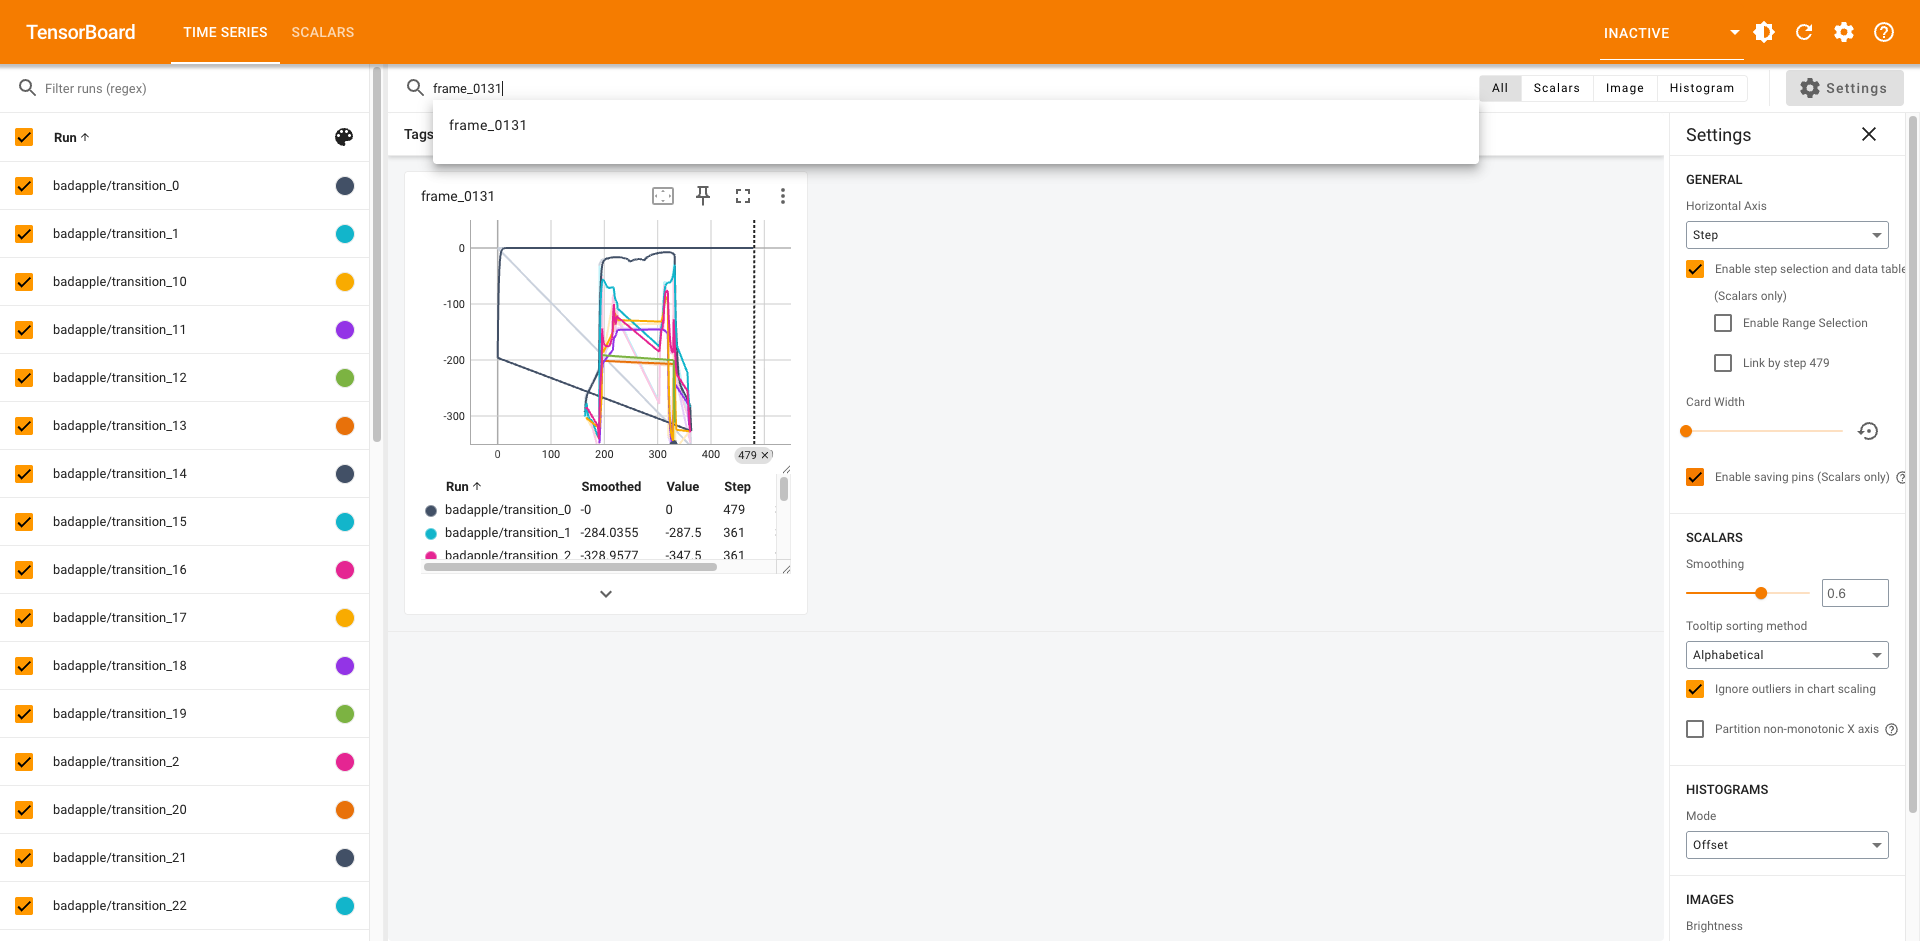 TensorBoard
TIME SERIES
SCALARS
INACTIVE
Filter runs (regex)
frame_0131
All
Scalars
Image
Histogram
Settings
frame_0131
Tags
Run
badapple/transition_0
badapple/transition_1
badapple/transition_10
badapple/transition_11
badapple/transition_12
badapple/transition_13
badapple/transition_14
badapple/transition_15
badapple/transition_16
badapple/transition_17
badapple/transition_18
badapple/transition_19
badapple/transition_2
badapple/transition_20
badapple/transition_21
badapple/transition_22
frame_0131
0
-100
-200
-300
0 100 200 300 400 479
Run Smoothed Value Step
badapple/transition_0 -0 0 479
badapple/transition_1 -284.0355 -287.5 361
badapple/transition_2 -328.9577 -347.5 361
Settings
GENERAL
Horizontal Axis
Step
Enable step selection and data table
(Scalars only)
Enable Range Selection
Link by step 479
Card Width
Enable saving pins (Scalars only)
SCALARS
Smoothing
0.6
Tooltip sorting method
Alphabetical
Ignore outliers in chart scaling
Partition non-monotonic X axis
HISTOGRAMS
Mode
Offset
IMAGES
Brightness